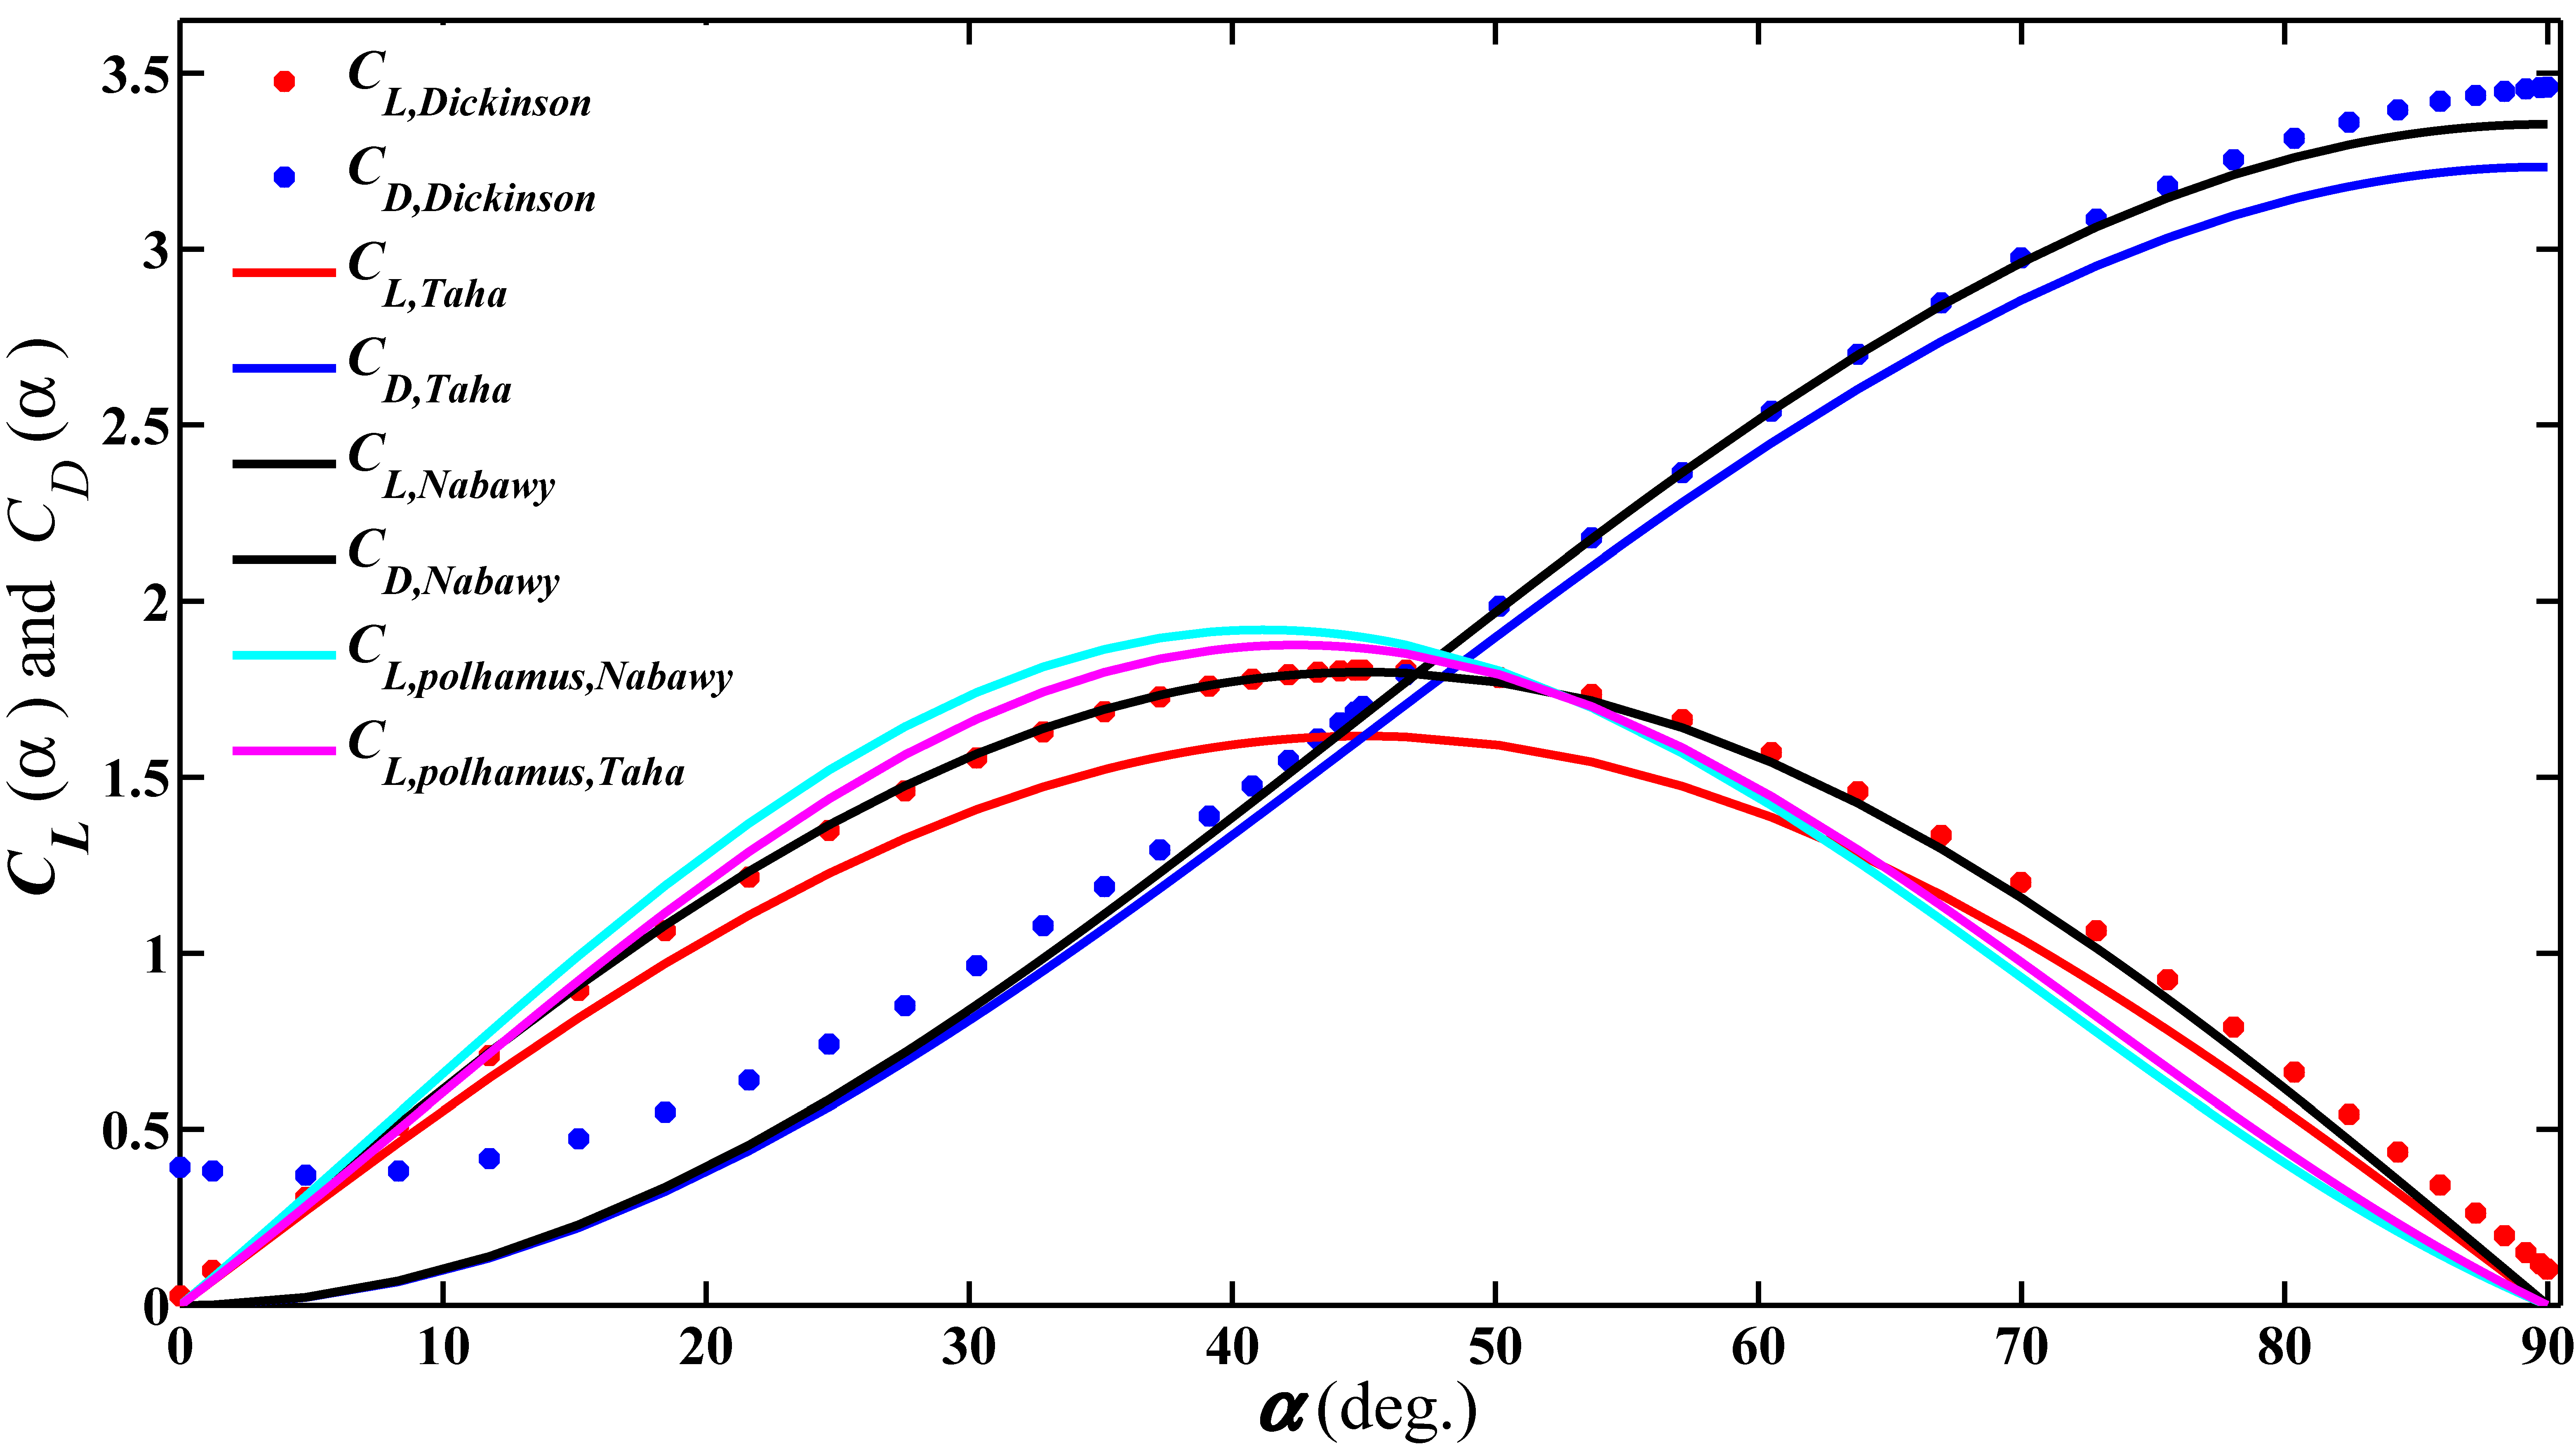 C_L,Dickinson
C_D,Dickinson
C_L,Taha
C_D,Taha
C_L,Nabawy
C_D,Nabawy
C_L,polhamus,Nabawy
C_L,polhamus,Taha
C_L (α) and C_D (α)
3.5
3
2.5
2
1.5
1
0.5
0
0 10 20 30 40 50 60 70 80 90
α (deg.)